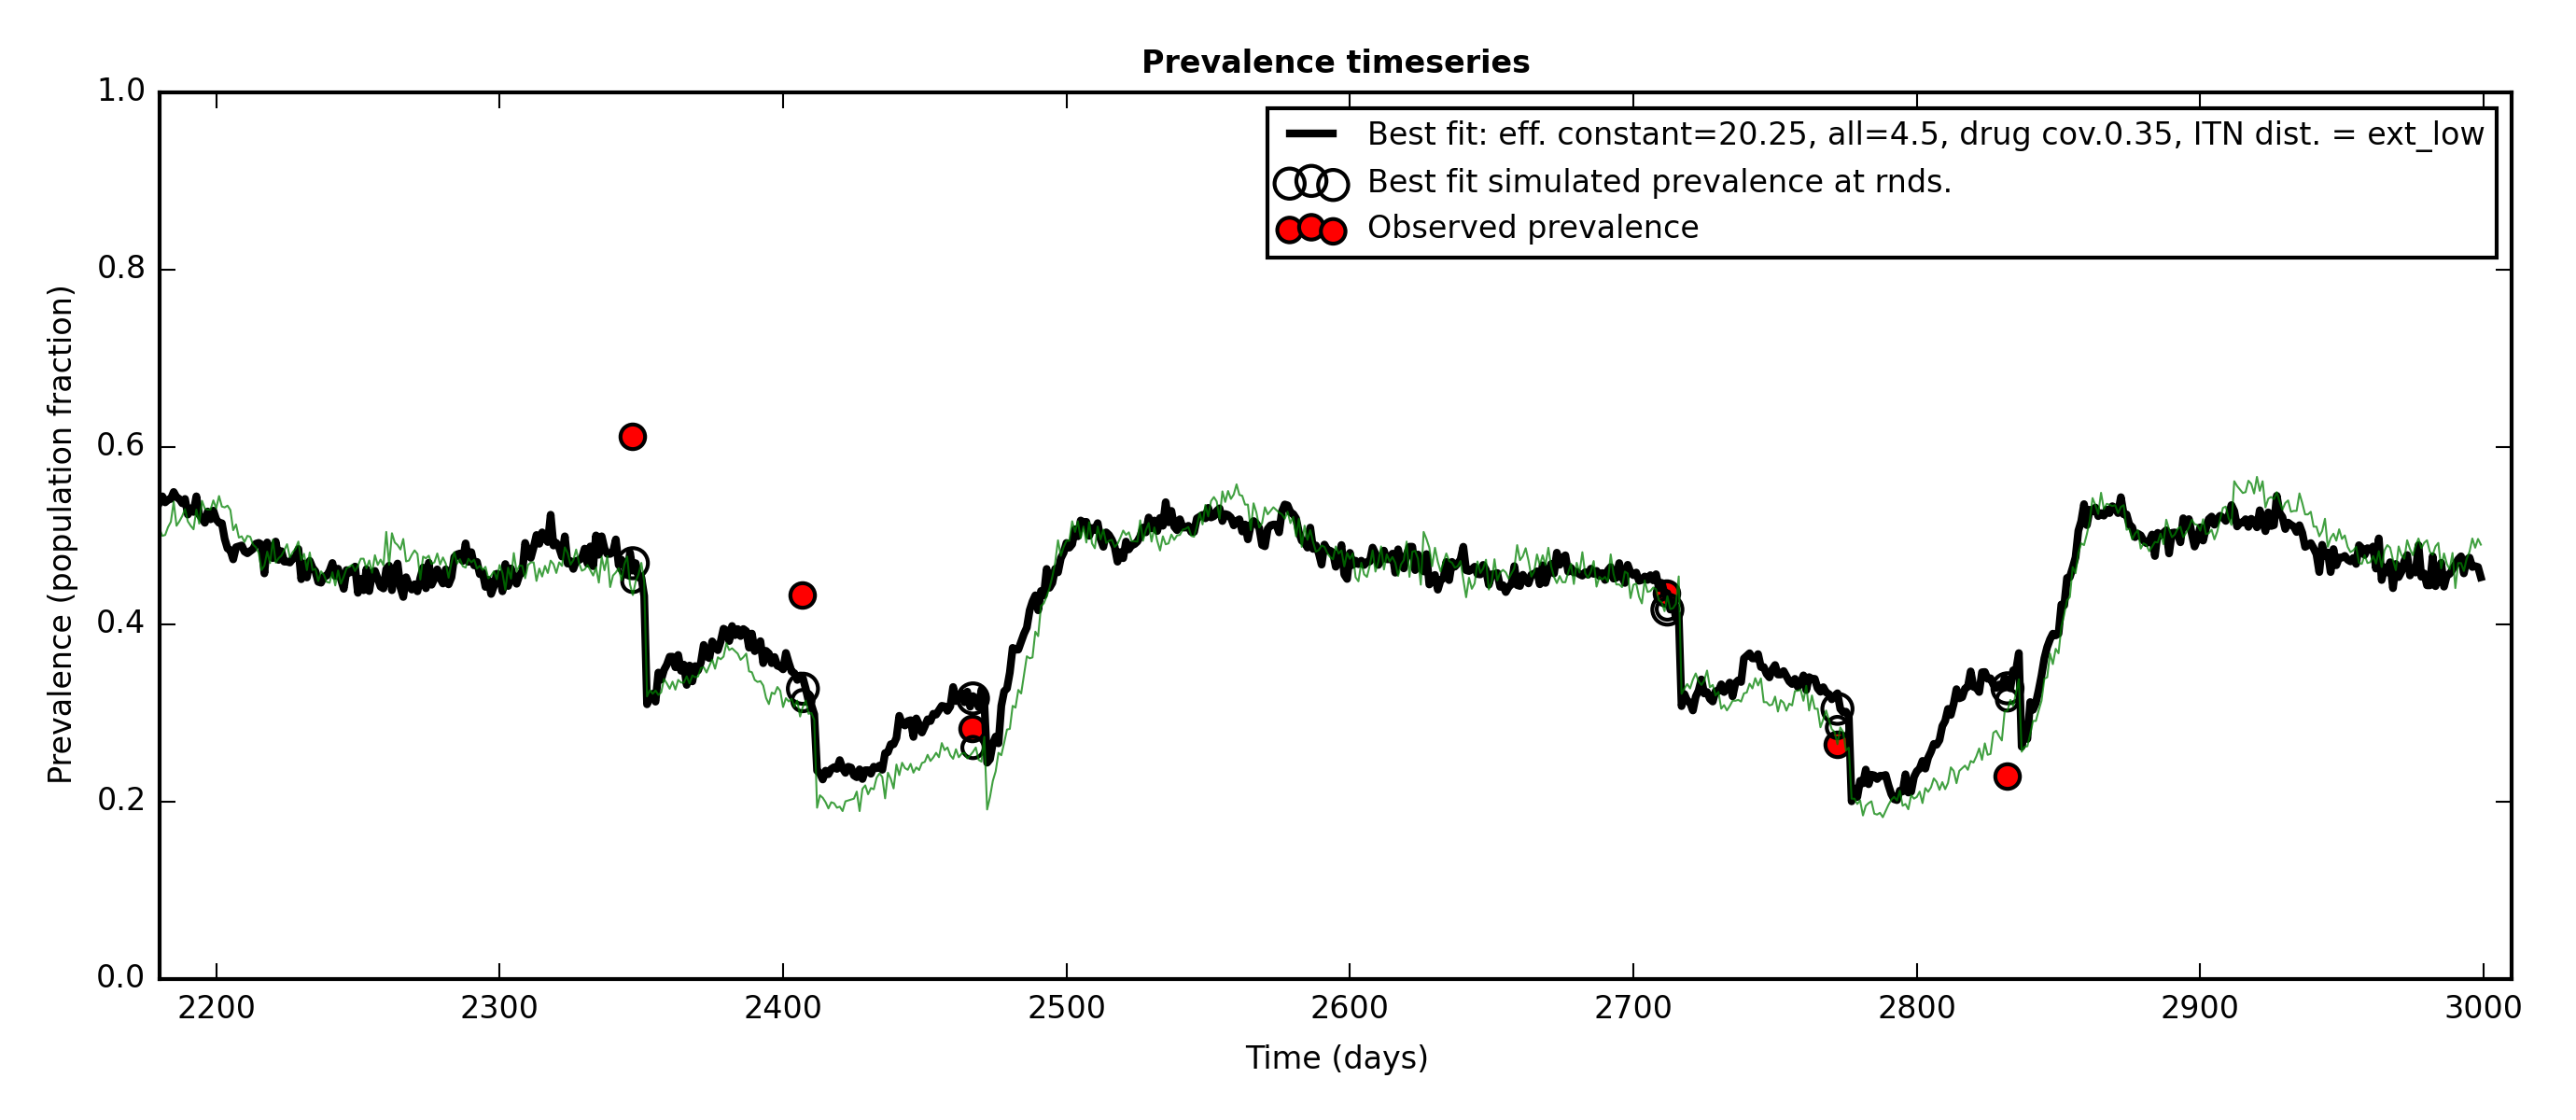 Prevalence timeseries
1.0
0.8
0.6
0.4
0.2
0.0
Prevalence (population fraction)
Best fit: eff. constant=20.25, all=4.5, drug cov.0.35, ITN dist. = ext_low
Best fit simulated prevalence at rnds.
Observed prevalence
2200 2300 2400 2500 2600 2700 2800 2900 3000
Time (days)